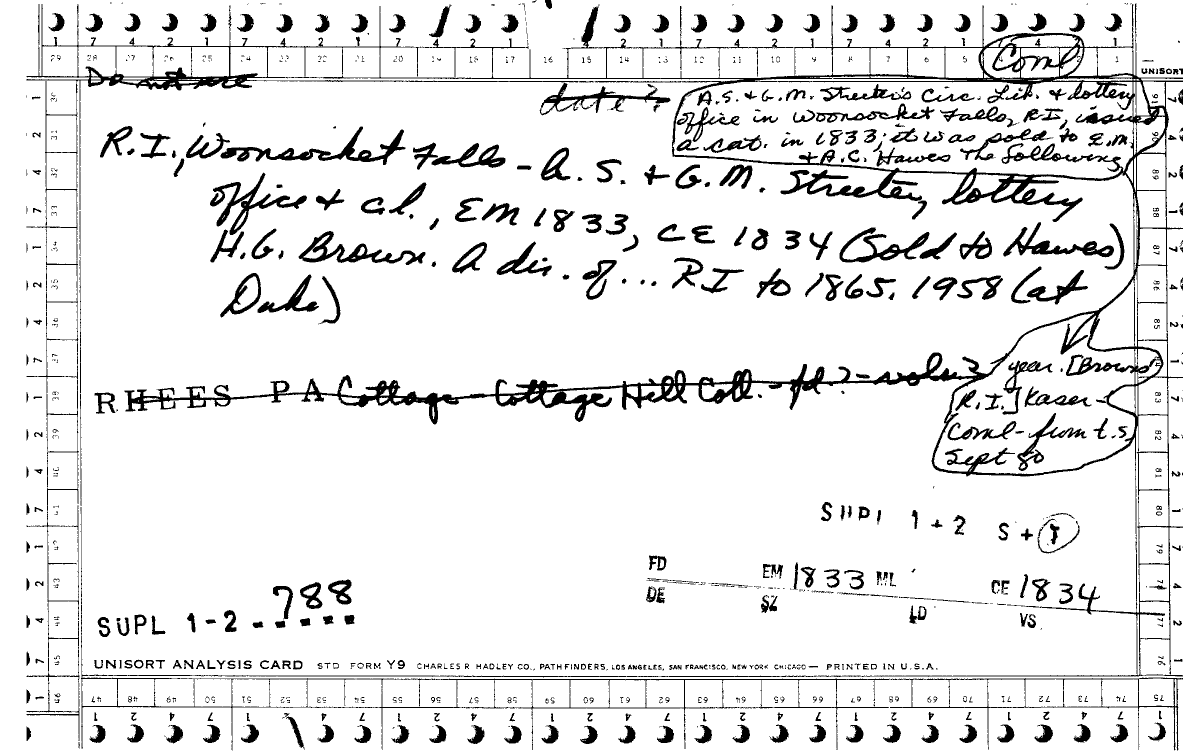 Coml
UNISORT
Do not use
date?
A.S. & G.M. Streeter's Circ. Lib. & lottery
office in Woonsocket Falls, RI, issued
a cat. in 1833; it was sold to E.M.
& A.C. Hawes the following
R.I., Woonsocket Falls - A. S. & G.M. Streeter, lottery
office & c.l., EM 1833, CE 1834 (Sold to Hawes)
H.G. Brown. A dir. of... RI to 1865. 1958 (at
Duke)
year. [Browns
RHEES PA Cottage - Cottage Hill Coll. - fd.? - vols?
[R.I.] Kaser-
Coml - from t.s.
Sept 80
SUPL 1+2 S + T
FD EM 1833 ML CE 1834
DE SZ LD VS
788
SUPL 1-2 - - - - -
UNISORT ANALYSIS CARD STD FORM Y9 CHARLES R HADLEY CO., PATHFINDERS, LOS ANGELES, SAN FRANCISCO, NEW YORK CHICAGO — PRINTED IN U.S.A.